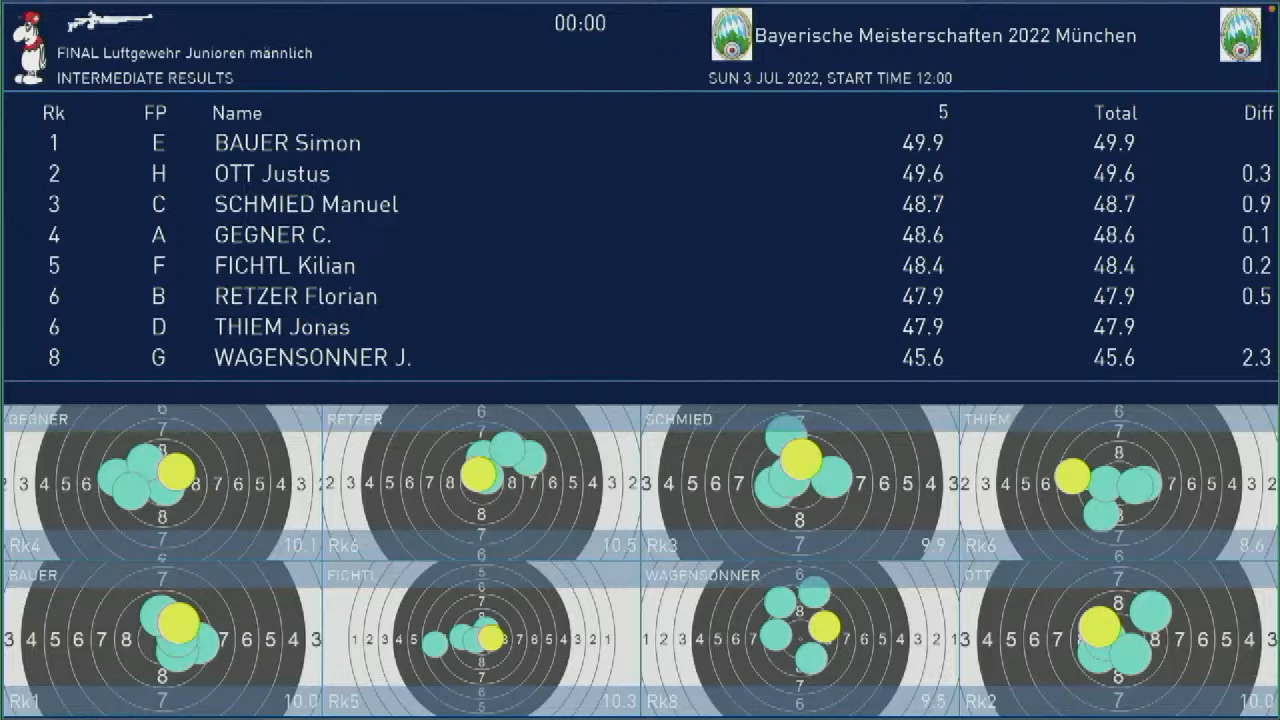 00:00
Bayerische Meisterschaften 2022 München
FINAL Luftgewehr Junioren männlich
INTERMEDIATE RESULTS
SUN 3 JUL 2022, START TIME 12:00
Rk FP Name 5 Total Diff
1 E BAUER Simon 49.9 49.9
2 H OTT Justus 49.6 49.6 0.3
3 C SCHMIED Manuel 48.7 48.7 0.9
4 A GEGNER C. 48.6 48.6 0.1
5 F FICHTL Kilian 48.4 48.4 0.2
6 B RETZER Florian 47.9 47.9 0.5
6 D THIEM Jonas 47.9 47.9
8 G WAGENSONNER J. 45.6 45.6 2.3
GEGNER RETZER SCHMIED THIEM
Rk4 10.1 Rk6 10.5 Rk3 9.9 Rk6 8.6
BAUER FICHTL WAGENSONNER OTT
Rk1 10.0 Rk5 10.3 Rk8 9.5 Rk2 10.0